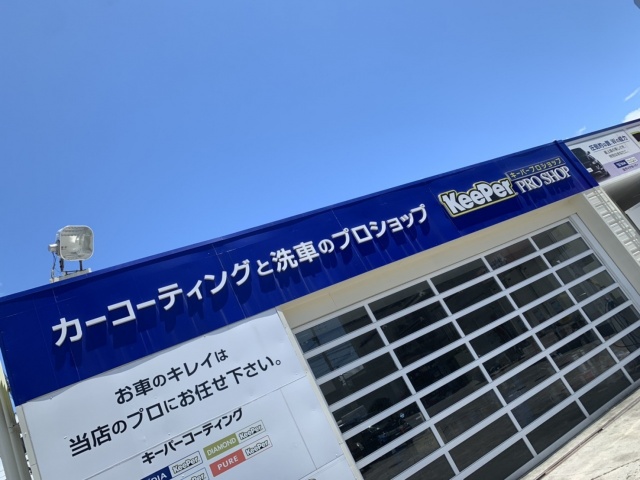 カーコーティングと洗車のプロショップ
KeePer
キーパープロショップ
PRO SHOP
お車のキレイは
当店のプロにお任せ下さい。
キーパーコーティング
DIAMOND KeePer
PURE KeePer